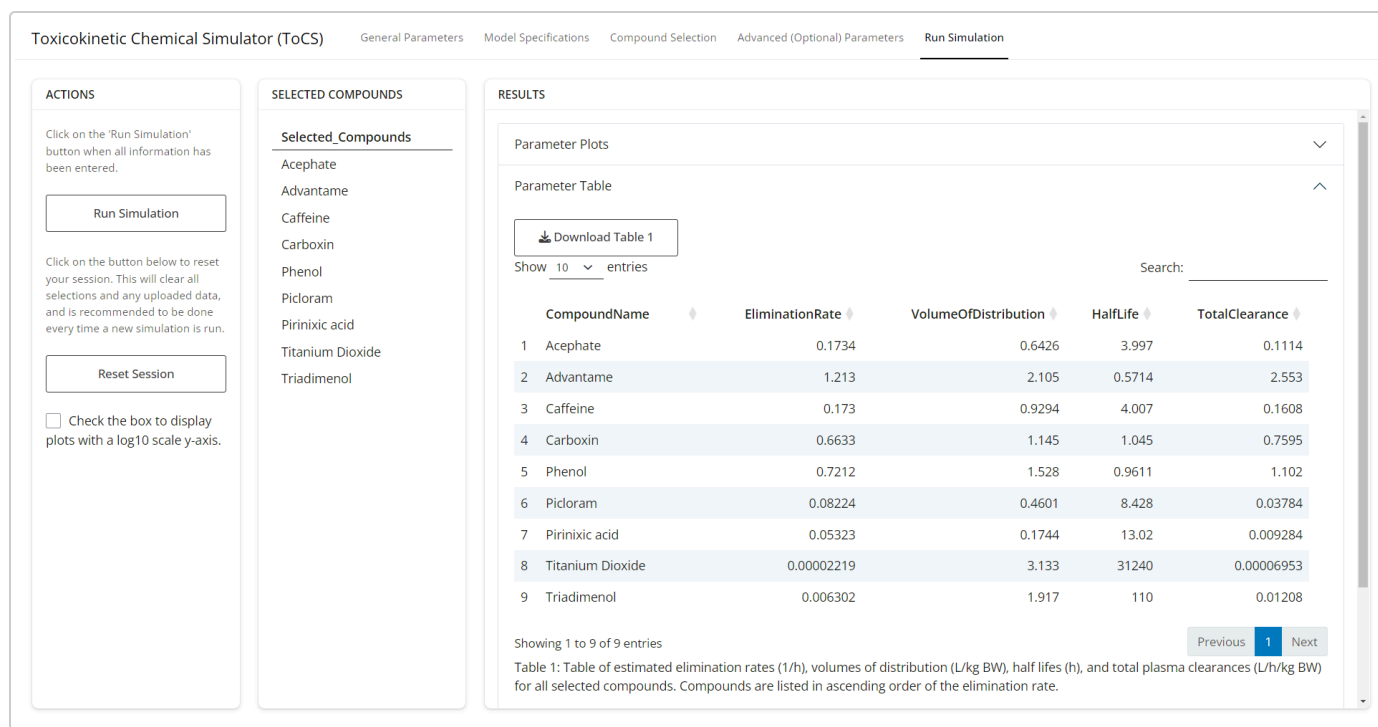 Toxicokinetic Chemical Simulator (ToCS) General Parameters Model Specifications Compound Selection Advanced (Optional) Parameters Run Simulation
ACTIONS
Click on the 'Run Simulation'
button when all information has
been entered.
Run Simulation
Click on the button below to reset
your session. This will clear all
selections and any uploaded data,
and is recommended to be done
every time a new simulation is run.
Reset Session
Check the box to display
plots with a log10 scale y-axis.
SELECTED COMPOUNDS
Selected_Compounds
Acephate
Advantame
Caffeine
Carboxin
Phenol
Picloram
Pirinixic acid
Titanium Dioxide
Triadimenol
RESULTS
Parameter Plots
Parameter Table
Download Table 1
Show 10 entries Search:
CompoundName EliminationRate VolumeOfDistribution HalfLife TotalClearance
1 Acephate 0.1734 0.6426 3.997 0.1114
2 Advantame 1.213 2.105 0.5714 2.553
3 Caffeine 0.173 0.9294 4.007 0.1608
4 Carboxin 0.6633 1.145 1.045 0.7595
5 Phenol 0.7212 1.528 0.9611 1.102
6 Picloram 0.08224 0.4601 8.428 0.03784
7 Pirinixic acid 0.05323 0.1744 13.02 0.009284
8 Titanium Dioxide 0.00002219 3.133 31240 0.00006953
9 Triadimenol 0.006302 1.917 110 0.01208
Showing 1 to 9 of 9 entries Previous 1 Next
Table 1: Table of estimated elimination rates (1/h), volumes of distribution (L/kg BW), half lifes (h), and total plasma clearances (L/h/kg BW)
for all selected compounds. Compounds are listed in ascending order of the elimination rate.